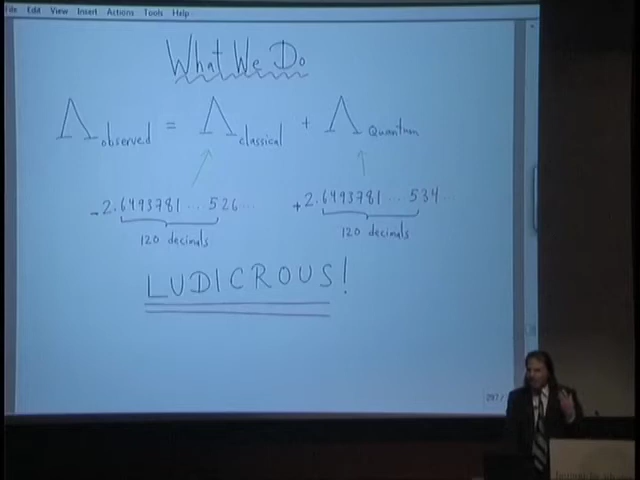 File Edit View Insert Actions Tools Help
What We Do
Λobserved = Λclassical + ΛQuantum
-2.6493781...526... +2.6493781...534...
120 decimals 120 decimals
LUDICROUS!